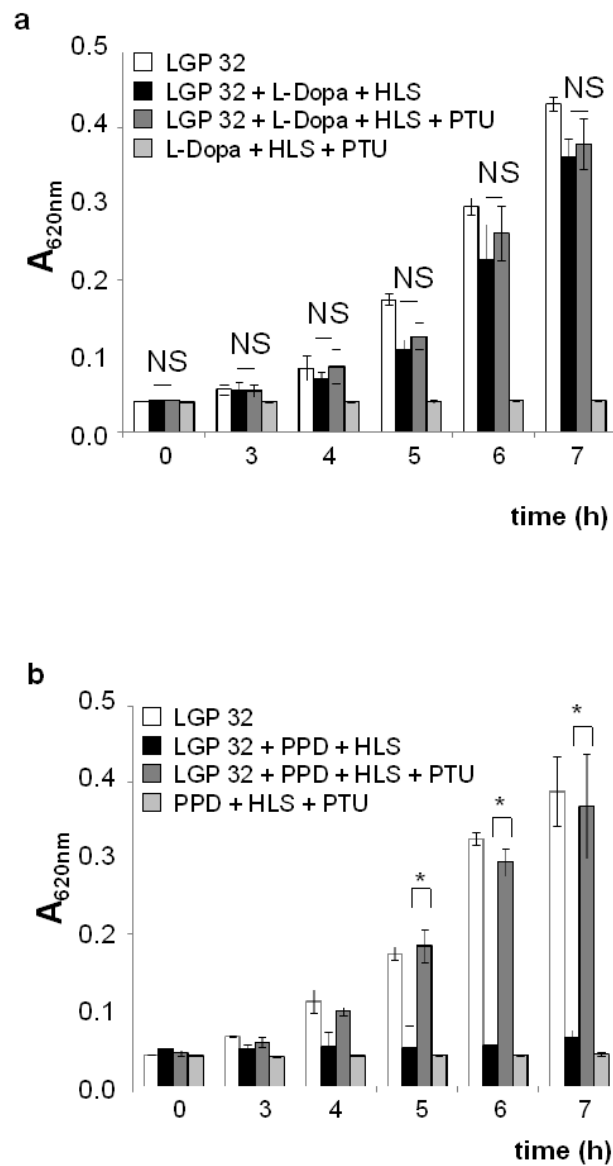 a
0.5
0.4
0.3
0.2
0.1
0.0
A620nm
LGP 32
LGP 32 + L-Dopa + HLS
LGP 32 + L-Dopa + HLS + PTU
L-Dopa + HLS + PTU
NS
NS
NS
NS
NS
NS
0 3 4 5 6 7
time (h)
b
0.5
0.4
0.3
0.2
0.1
0.0
A620nm
LGP 32
LGP 32 + PPD + HLS
LGP 32 + PPD + HLS + PTU
PPD + HLS + PTU
*
*
*
0 3 4 5 6 7
time (h)